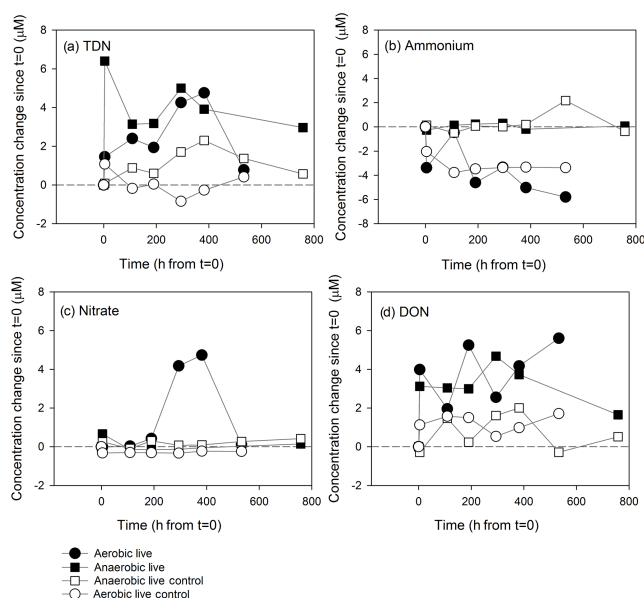 (a) TDN
Concentration change since t=0 (µM)
8
6
4
2
0
2
0 200 400 600 800
Time (h from t=0)
(b) Ammonium
Concentration change since t=0 (µM)
8
6
4
2
0
-2
-4
-6
-8
0 200 400 600 800
Time (h from t=0)
(c) Nitrate
Concentration change since t=0 (µM)
8
6
4
2
0
-2
0 200 400 600 800
Time (h from t=0)
(d) DON
Concentration change since t=0 (µM)
8
6
4
2
0
-2
0 200 400 600 800
Time (h from t=0)
Aerobic live
Anaerobic live
Anaerobic live control
Aerobic live control